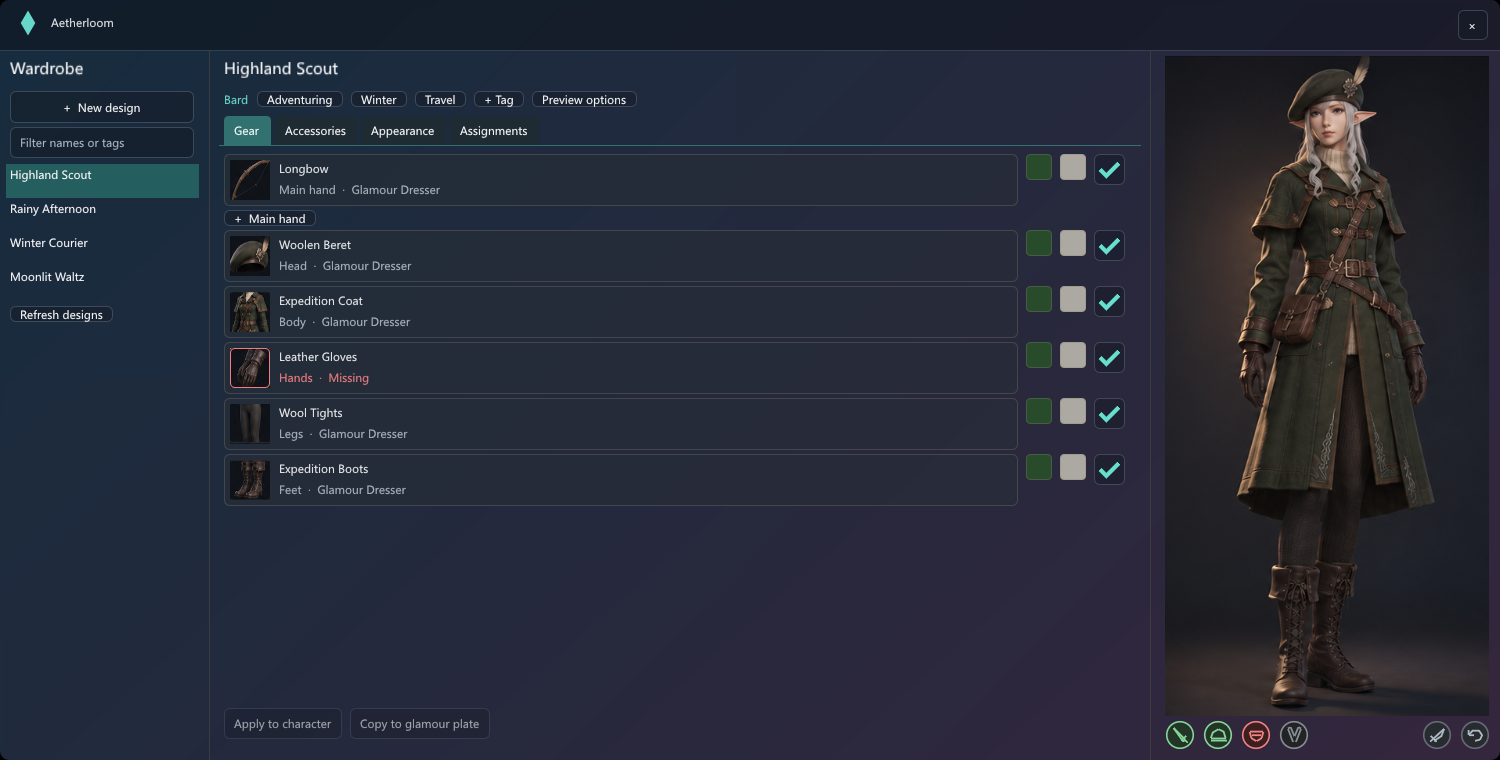 Aetherloom
×
Wardrobe
+ New design
Filter names or tags
Highland Scout
Rainy Afternoon
Winter Courier
Moonlit Waltz
Refresh designs
Highland Scout
Bard Adventuring Winter Travel + Tag Preview options
Gear Accessories Appearance Assignments
Longbow
Main hand · Glamour Dresser
+ Main hand
Woolen Beret
Head · Glamour Dresser
Expedition Coat
Body · Glamour Dresser
Leather Gloves
Hands · Missing
Wool Tights
Legs · Glamour Dresser
Expedition Boots
Feet · Glamour Dresser
Apply to character Copy to glamour plate